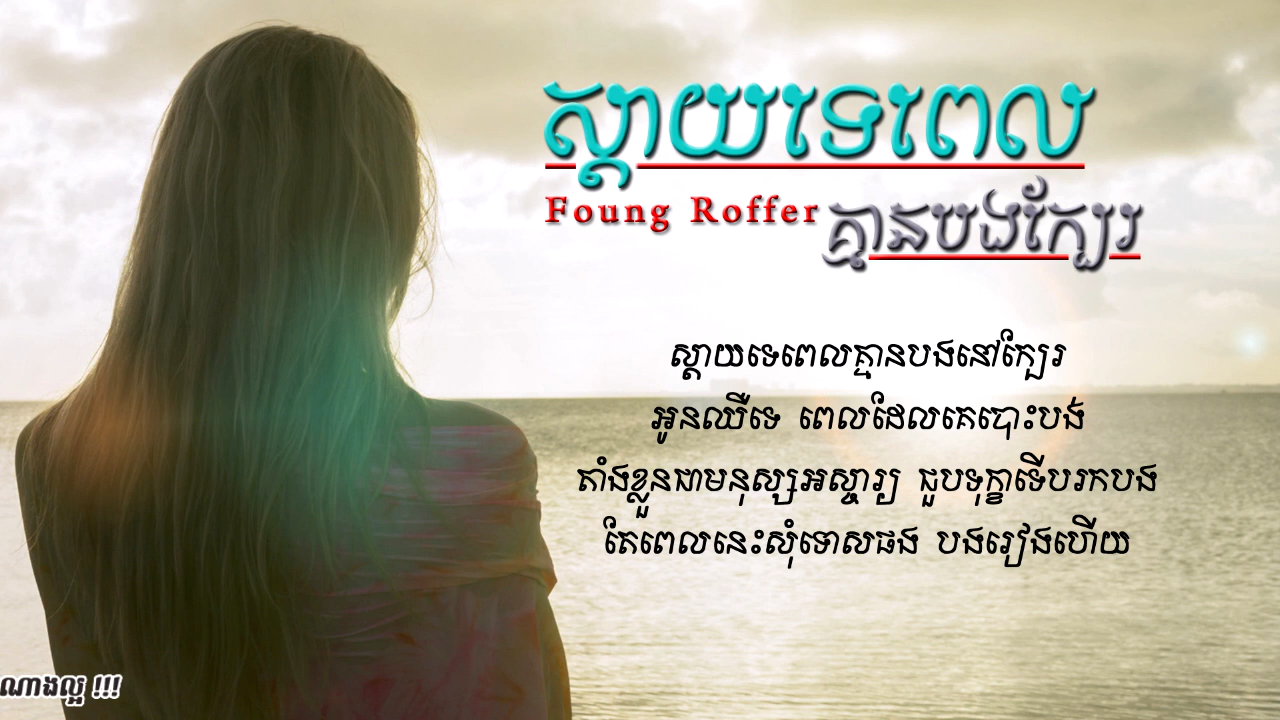 ស្ដាយទេពេល
Foung Roffer គ្មានបងក្បែរ
ស្ដាយទេពេលគ្មានបងនៅក្បែរ
អូនឈឺទេ ពេលដែលគេបោះបង់
តាំងខ្លួនជាមនុស្សអស្ចារ្យ ជួបទុក្ខាទើបរកបង
តែពេលនេះសុំទោសផង បងរៀងហើយ
ណាងល្អ !!!